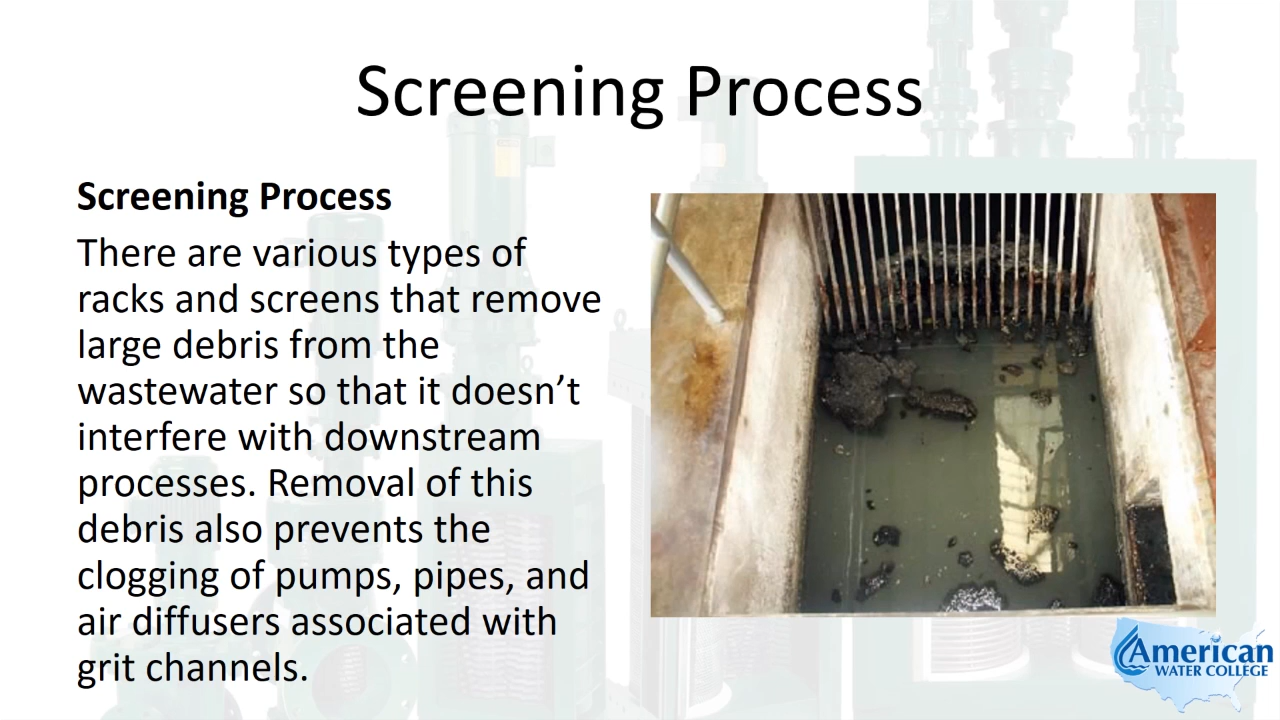 Screening Process
Screening Process
There are various types of
racks and screens that remove
large debris from the
wastewater so that it doesn’t
interfere with downstream
processes. Removal of this
debris also prevents the
clogging of pumps, pipes, and
air diffusers associated with
grit channels.
American
WATER COLLEGE